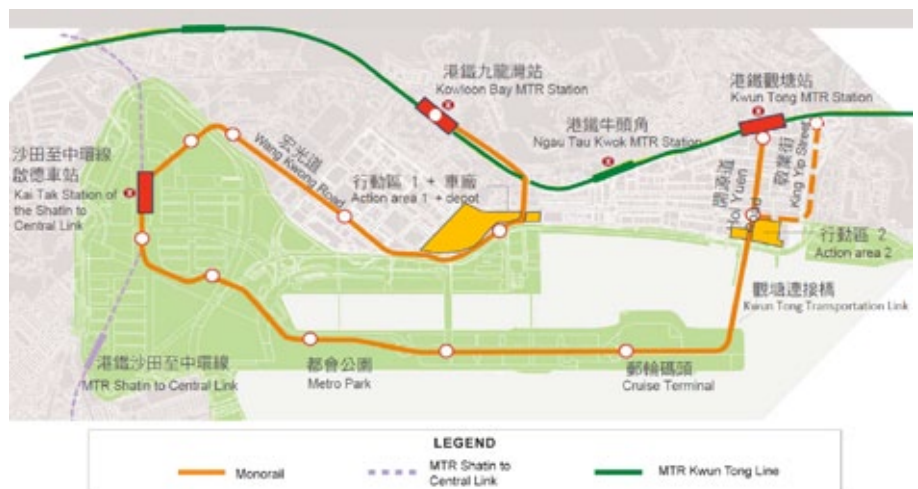 港鐵九龍灣站
Kowloon Bay MTR Station
港鐵觀塘站
Kwun Tong MTR Station
港鐵牛頭角
Ngau Tau Kwok MTR Station
沙田至中環線
啟德車站
Kai Tak Station of
the Shatin to
Central Link
宏光道
Wang Kwong Road
行動區 1 + 車廠
Action area 1 + depot
開源道
Hoi Yuan
Road
敬業街
King Yip Street
行動區 2
Action area 2
觀塘連接橋
Kwun Tong Transportation Link
港鐵沙田至中環線
MTR Shatin to Central Link
都會公園
Metro Park
郵輪碼頭
Cruise Terminal
LEGEND
Monorail
MTR Shatin to
Central Link
MTR Kwun Tong Line